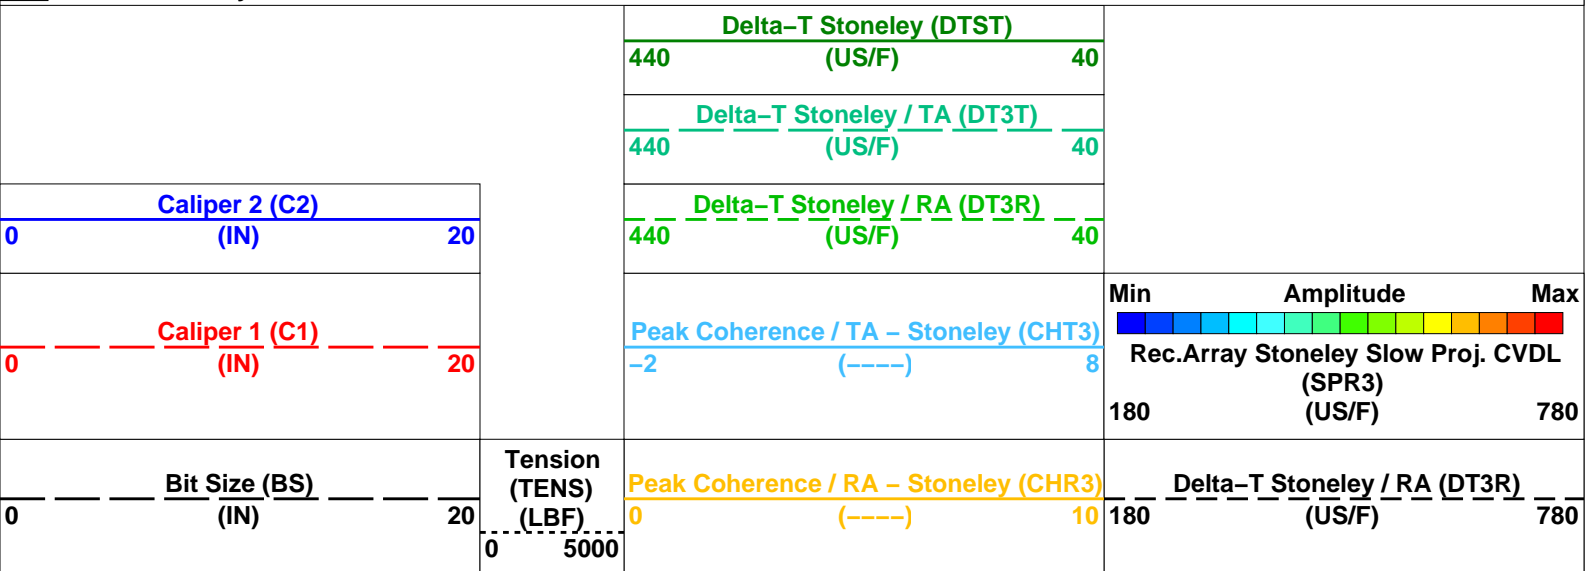 Delta−T Stoneley (DTST)
440 (US/F) 40
Delta−T Stoneley / TA (DT3T)
440 (US/F) 40
Caliper 2 (C2)
0 (IN) 20
Delta−T Stoneley / RA (DT3R)
440 (US/F) 40
Caliper 1 (C1)
0 (IN) 20
Peak Coherence / TA − Stoneley (CHT3)
−2 (−−−−) 8
Min Amplitude Max
Rec.Array Stoneley Slow Proj. CVDL
(SPR3)
180 (US/F) 780
Bit Size (BS)
0 (IN) 20
Tension
(TENS)
(LBF)
0 5000
Peak Coherence / RA − Stoneley (CHR3)
0 (−−−−) 10
Delta−T Stoneley / RA (DT3R)
180 (US/F) 780